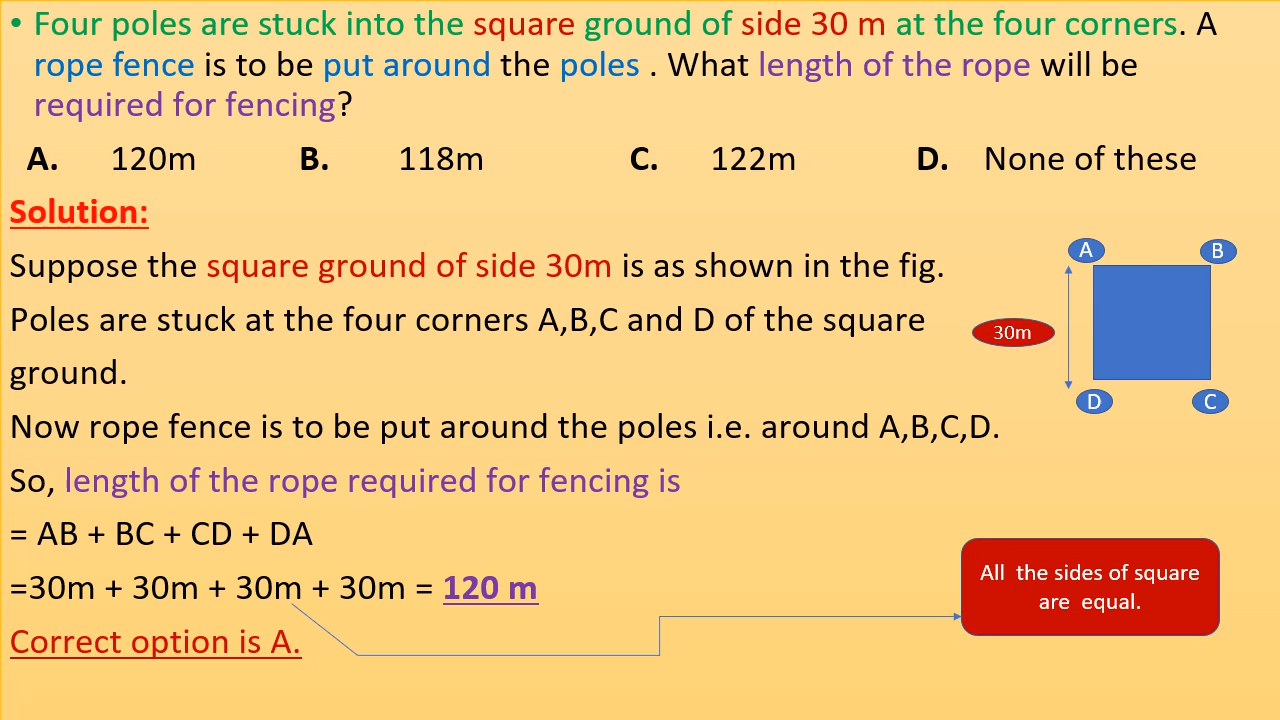 • Four poles are stuck into the square ground of side 30 m at the four corners. A
rope fence is to be put around the poles . What length of the rope will be
required for fencing?
A. 120m B. 118m C. 122m D. None of these
Solution:
Suppose the square ground of side 30m is as shown in the fig.
Poles are stuck at the four corners A,B,C and D of the square
ground.
Now rope fence is to be put around the poles i.e. around A,B,C,D.
So, length of the rope required for fencing is
= AB + BC + CD + DA
=30m + 30m + 30m + 30m = 120 m
Correct option is A.
A B
30m
D C
All the sides of square
are equal.